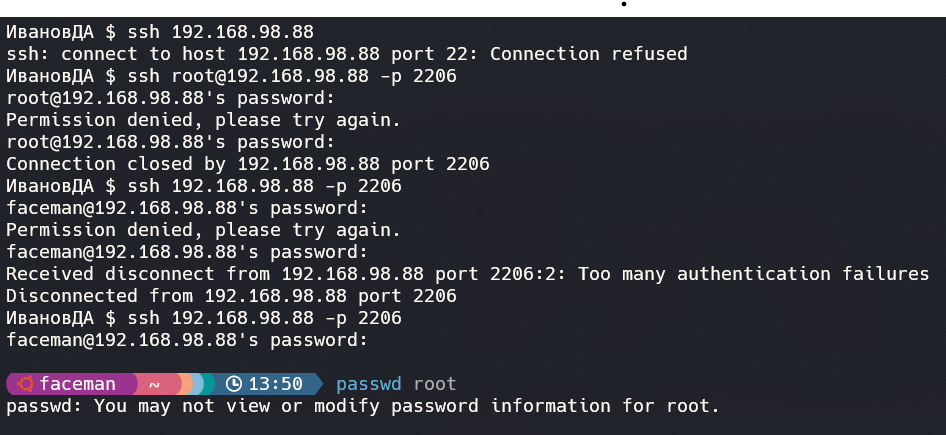 ИвановДА $ ssh 192.168.98.88
ssh: connect to host 192.168.98.88 port 22: Connection refused
ИвановДА $ ssh root@192.168.98.88 -p 2206
root@192.168.98.88's password:
Permission denied, please try again.
root@192.168.98.88's password:
Connection closed by 192.168.98.88 port 2206
ИвановДА $ ssh 192.168.98.88 -p 2206
faceman@192.168.98.88's password:
Permission denied, please try again.
faceman@192.168.98.88's password:
Received disconnect from 192.168.98.88 port 2206:2: Too many authentication failures
Disconnected from 192.168.98.88 port 2206
ИвановДА $ ssh 192.168.98.88 -p 2206
faceman@192.168.98.88's password:
faceman ~ 13:50 passwd root
passwd: You may not view or modify password information for root.